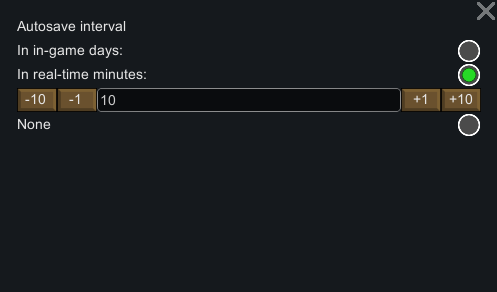 Autosave interval
In in-game days:
In real-time minutes:
-10 -1 10 +1 +10
None